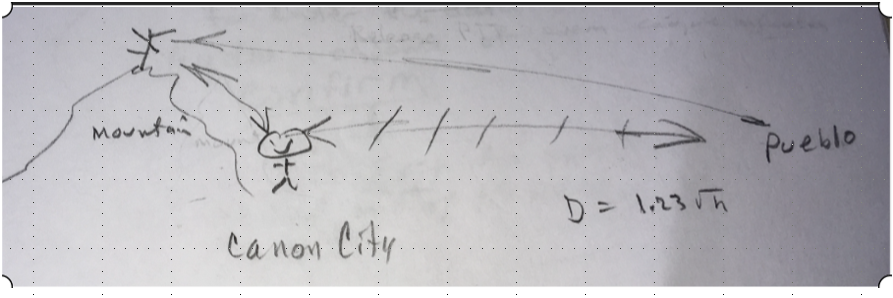 Mountain
Pueblo
D = 1.23 √h
Canon City